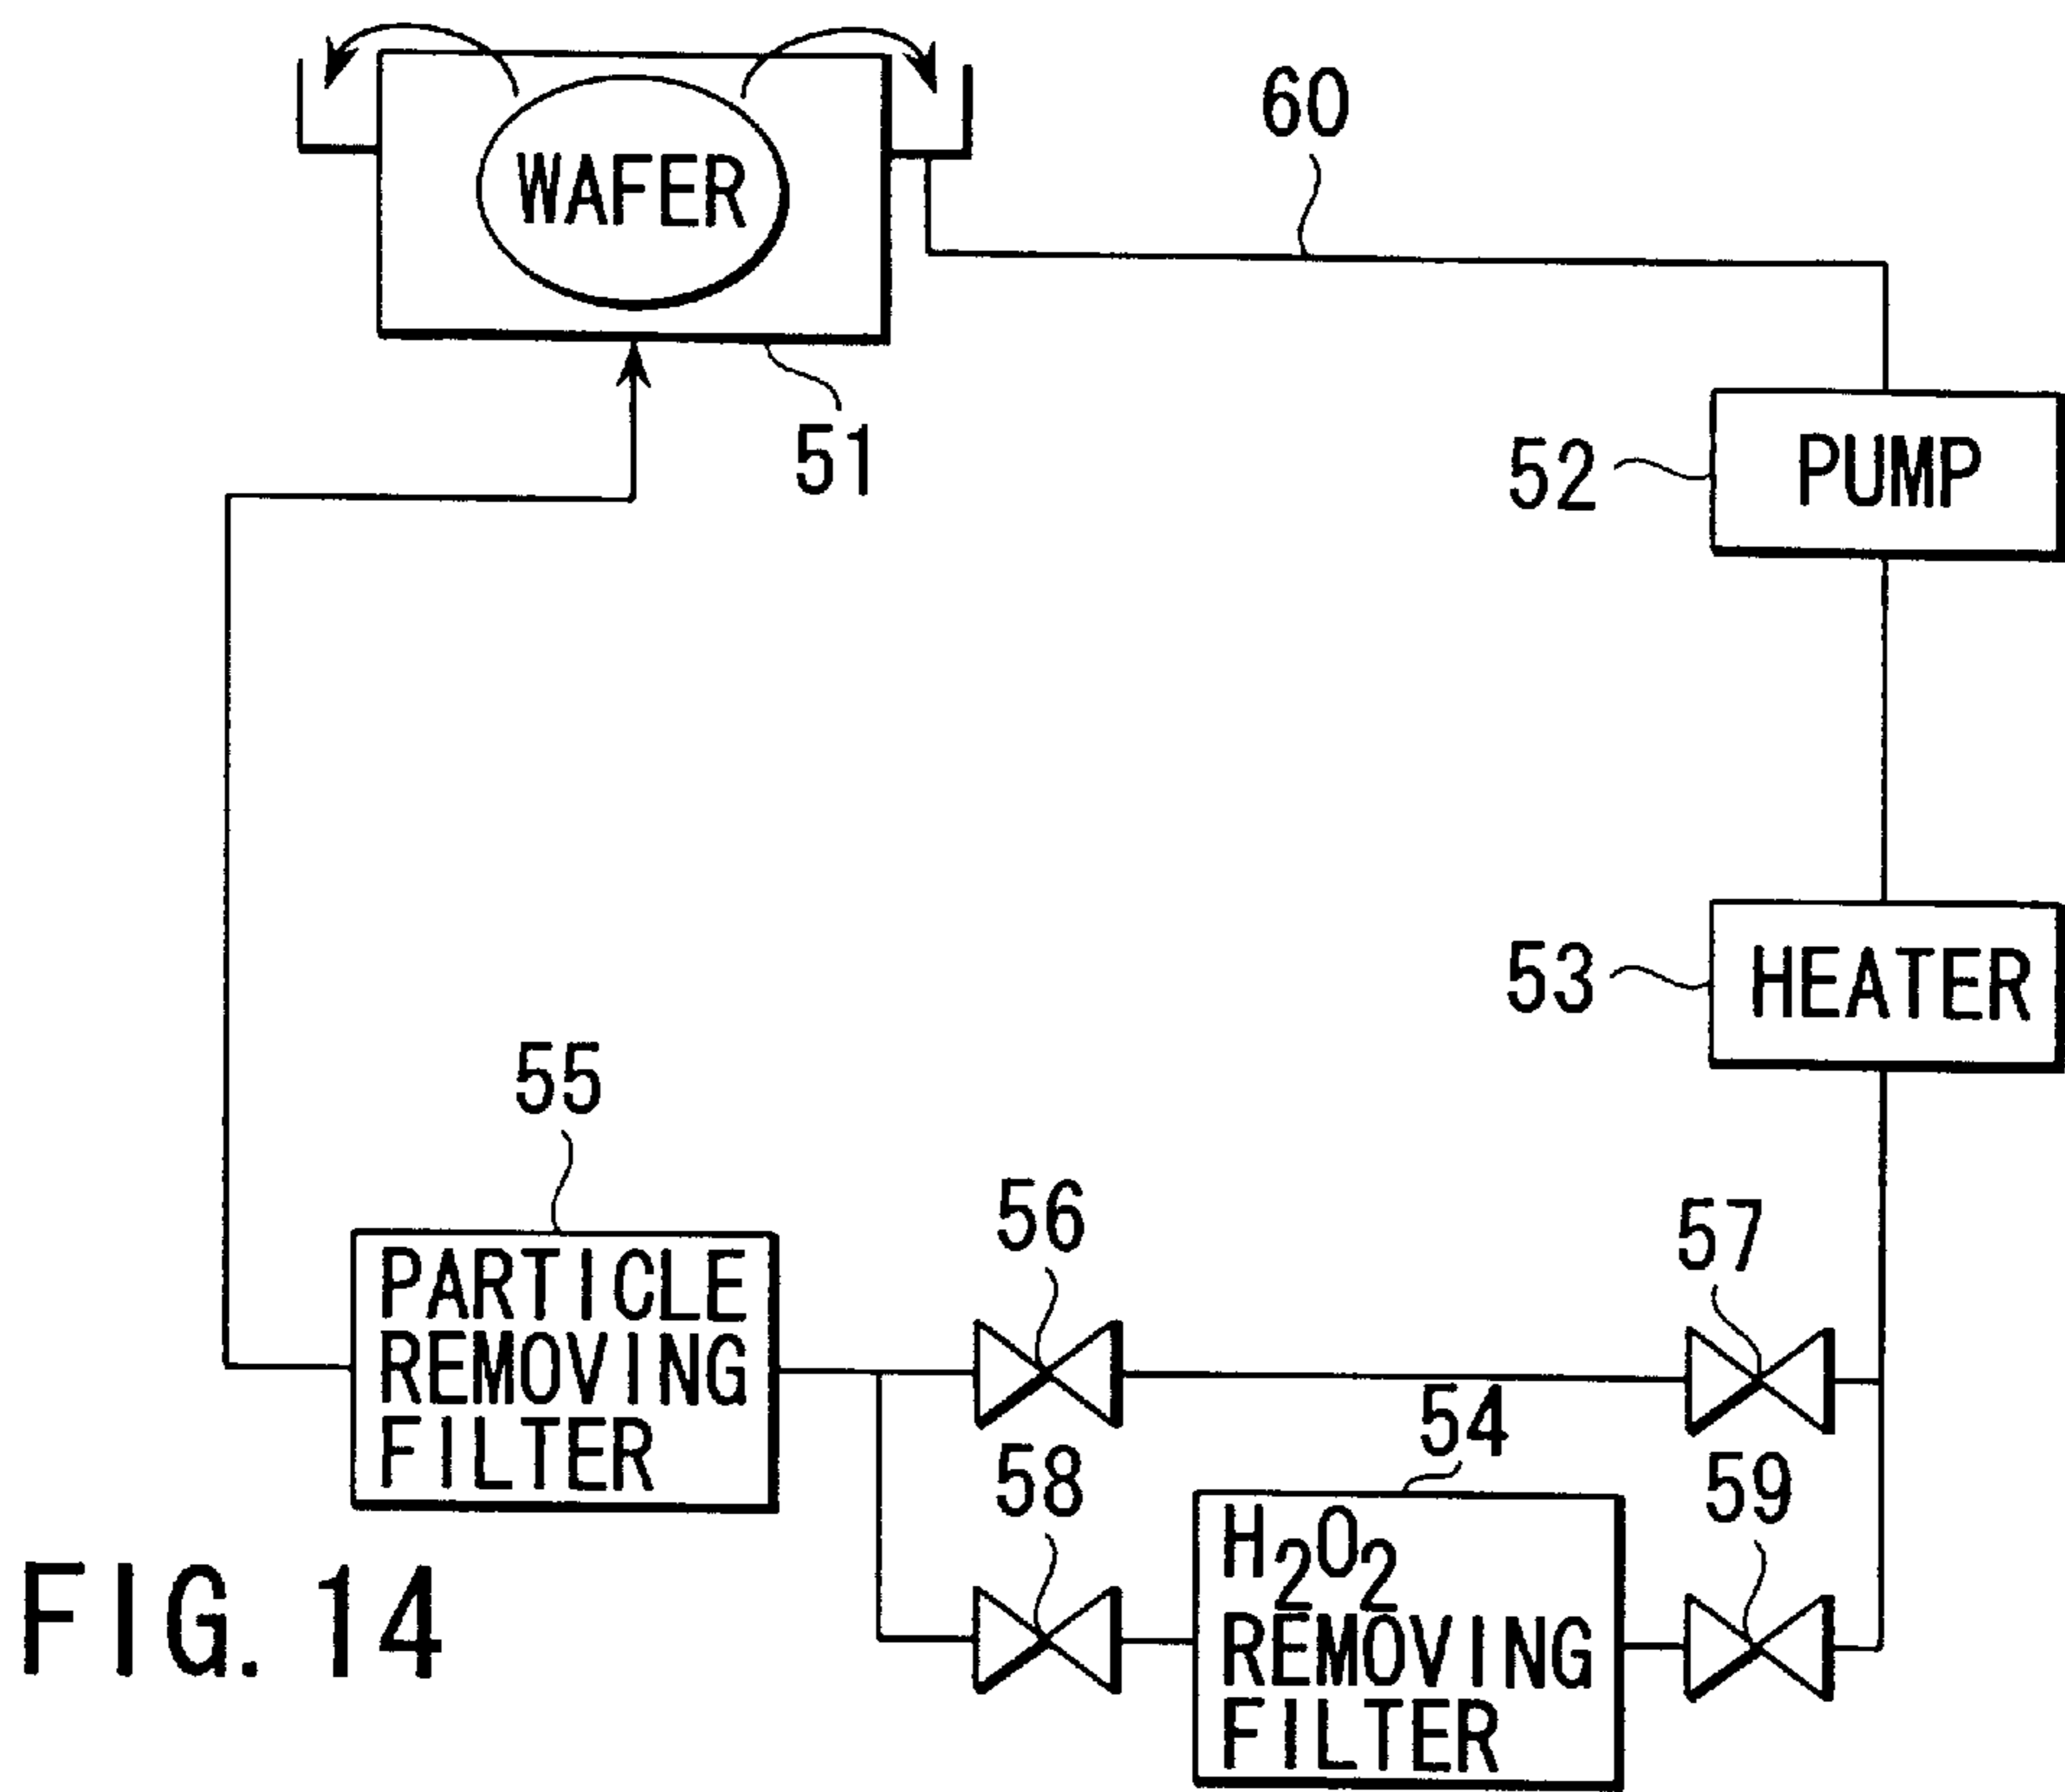 60
WAFER
51
52
PUMP
53
HEATER
55
PARTICLE
REMOVING
FILTER
56
57
54
58
59
H2O2
REMOVING
FILTER
FIG. 14